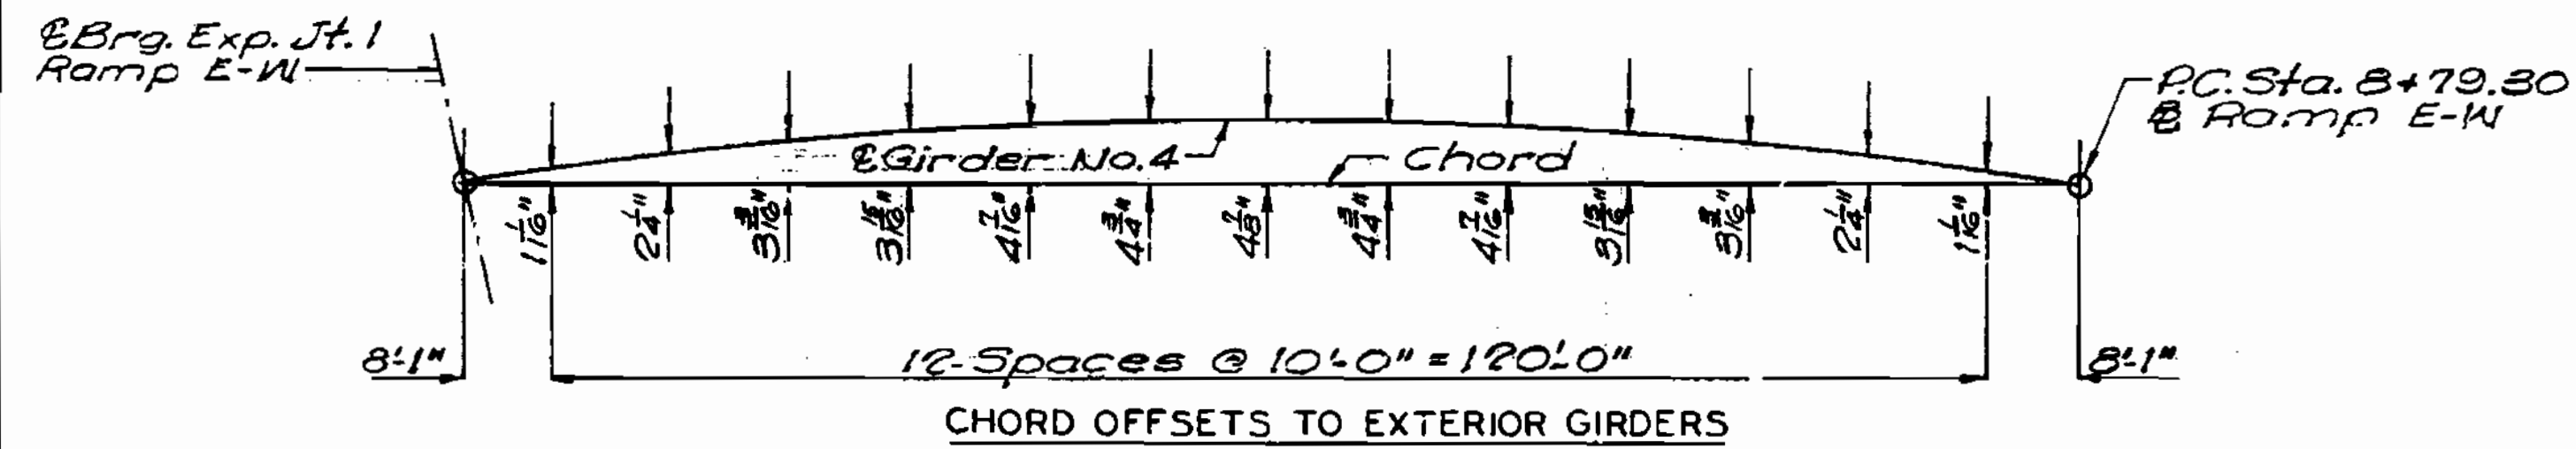 ℄ Brg. Exp. Jt. 1
Ramp E-W
P.C. Sta. 8+79.30
℄ Ramp E-W
℄ Girder No. 4
Chord
1 1/16" 2 1/4" 3 3/16" 3 15/16" 4 7/16" 4 3/4" 4 7/8" 4 3/4" 4 7/16" 3 15/16" 3 3/16" 2 1/4" 1 1/16"
8'-1" 12-Spaces @ 10'-0" = 120'-0" 8'-1"
CHORD OFFSETS TO EXTERIOR GIRDERS